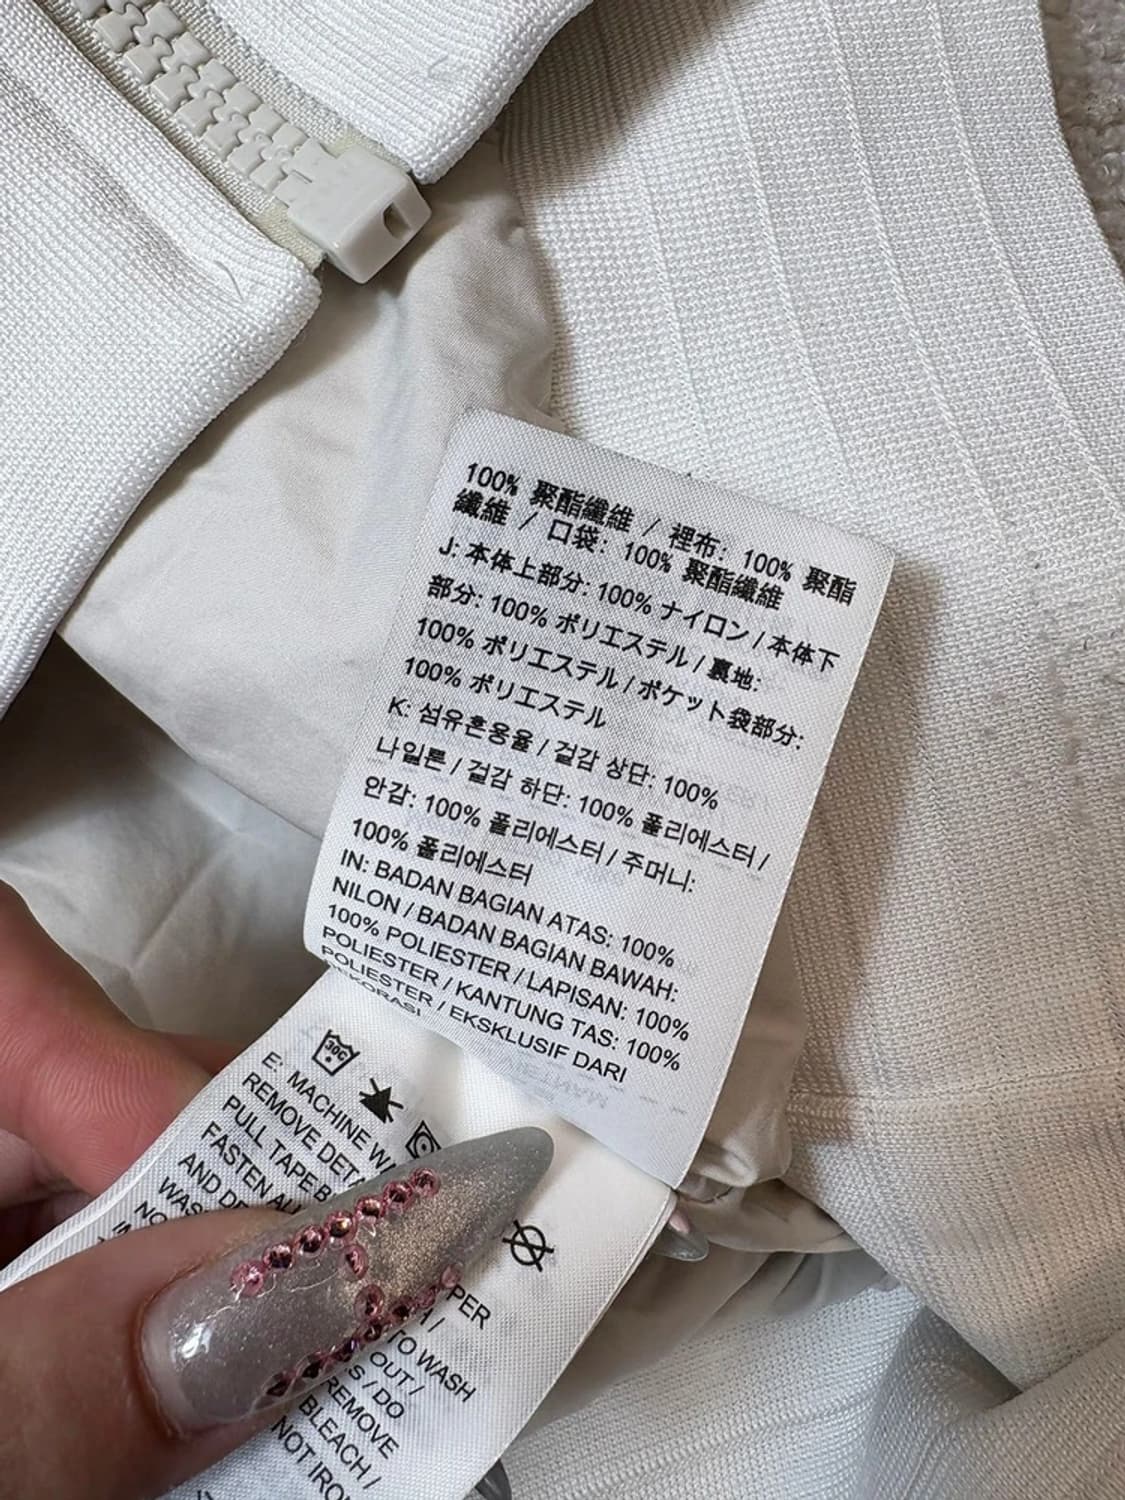 100% 聚酯纖維 / 裡布: 100% 聚酯
纖維 / 口袋: 100% 聚酯纖維
J: 本体上部分: 100% ナイロン / 本体下
部分: 100% ポリエステル / 裏地:
100% ポリエステル / ポケット袋部分:
100% ポリエステル
K: 섬유혼용율 / 겉감 상단: 100%
나일론 / 겉감 하단: 100% 폴리에스터 /
안감: 100% 폴리에스터 / 주머니:
100% 폴리에스터
IN: BADAN BAGIAN ATAS: 100%
NILON / BADAN BAGIAN BAWAH:
100% POLIESTER / LAPISAN: 100%
POLIESTER / KANTUNG TAS: 100%
POLIESTER / EKSKLUSIF DARI
30C
E: MACHINE
REMOVE
PULL TAPE
FASTEN
AND
PER
TO WASH
OUT /
/ DO
REMOVE
BLEACH /
NOT